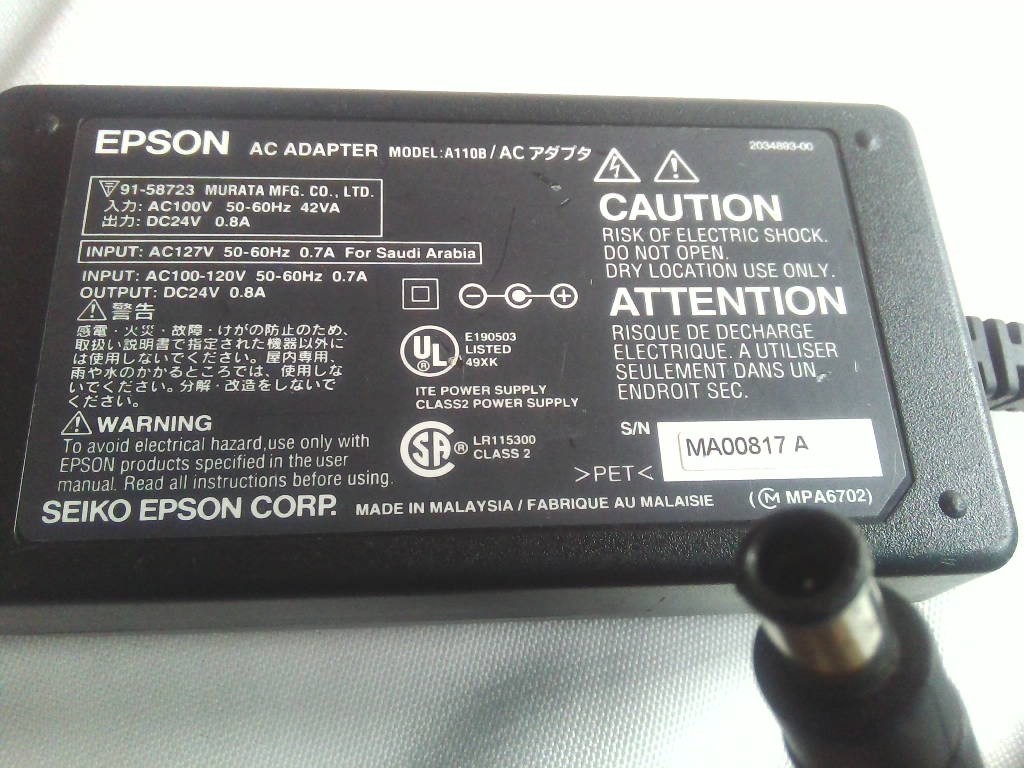 EPSON AC ADAPTER MODEL:A110B/AC アダプタ
2034893-00
91-58723 MURATA MFG. CO., LTD.
入力: AC100V 50-60Hz 42VA
出力: DC24V 0.8A
INPUT: AC127V 50-60Hz 0.7A For Saudi Arabia
INPUT: AC100-120V 50-60Hz 0.7A
OUTPUT: DC24V 0.8A
警告
感電・火災・故障・けがの防止のため、
取扱い説明書で指定された機器以外に
は使用しないでください。屋内専用、
雨や水のかかるところでは、使用しな
いでください。分解・改造をしないで
ください。
WARNING
To avoid electrical hazard,use only with
EPSON products specified in the user
manual. Read all instructions before using.
UL ®
E190503
LISTED
49XK
ITE POWER SUPPLY
CLASS2 POWER SUPPLY
SA ®
LR115300
CLASS 2
CAUTION
RISK OF ELECTRIC SHOCK.
DO NOT OPEN.
DRY LOCATION USE ONLY.
ATTENTION
RISQUE DE DECHARGE
ELECTRIQUE. A UTILISER
SEULEMENT DANS UN
ENDROIT SEC.
S/N MA00817 A
>PET<
SEIKO EPSON CORP. MADE IN MALAYSIA / FABRIQUE AU MALAISIE
(M MPA6702)